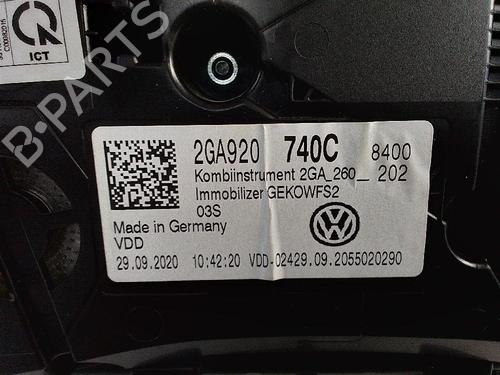 ICT
B-PARTS
2GA920 740C 8400
Kombiinstrument 2GA_260__ 202
Immobilizer GEKOWFS2
03S
Made in Germany
VDD
29.09.2020 10:42:20 VDD-02429.09.2055020290